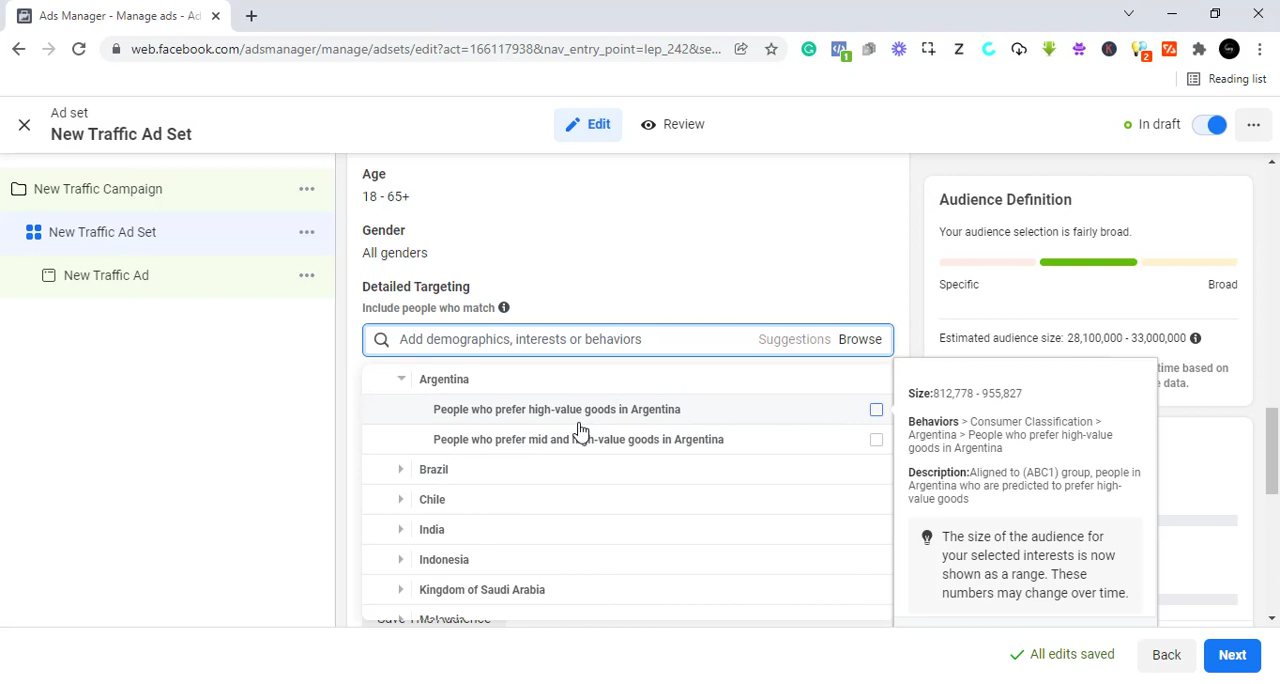 Ads Manager - Manage ads - Ad
web.facebook.com/adsmanager/manage/adsets/edit?act=166117938&nav_entry_point=lep_242&se...
1
Z
K
2
Reading list
Ad set
New Traffic Ad Set
Edit
Review
In draft
New Traffic Campaign
New Traffic Ad Set
New Traffic Ad
Age
18 - 65+
Gender
All genders
Detailed Targeting
Include people who match
Add demographics, interests or behaviors
Suggestions
Browse
Argentina
People who prefer high-value goods in Argentina
People who prefer mid and high-value goods in Argentina
Brazil
Chile
India
Indonesia
Kingdom of Saudi Arabia
Audience Definition
Your audience selection is fairly broad.
Specific
Broad
Estimated audience size: 28,100,000 - 33,000,000
time based on
e data.
Size:812,778 - 955,827
Behaviors > Consumer Classification >
Argentina > People who prefer high-value
goods in Argentina
Description:Aligned to (ABC1) group, people in
Argentina who are predicted to prefer high-
value goods
The size of the audience for
your selected interests is now
shown as a range. These
numbers may change over time.
All edits saved
Back
Next